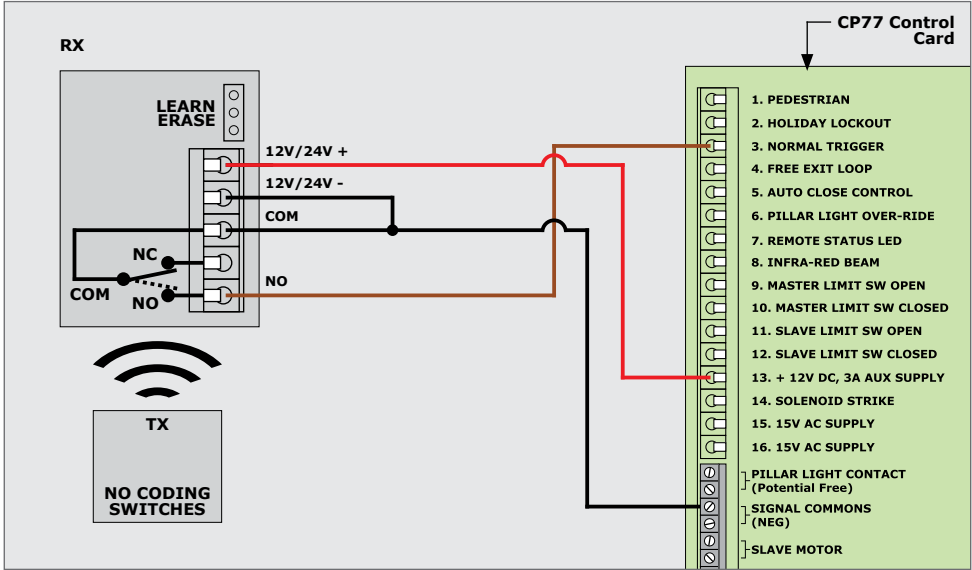 CP77 Control
Card
RX
LEARN
ERASE
12V/24V +
12V/24V -
COM
NC
COM
NO
NO
TX
NO CODING
SWITCHES
1. PEDESTRIAN
2. HOLIDAY LOCKOUT
3. NORMAL TRIGGER
4. FREE EXIT LOOP
5. AUTO CLOSE CONTROL
6. PILLAR LIGHT OVER-RIDE
7. REMOTE STATUS LED
8. INFRA-RED BEAM
9. MASTER LIMIT SW OPEN
10. MASTER LIMIT SW CLOSED
11. SLAVE LIMIT SW OPEN
12. SLAVE LIMIT SW CLOSED
13. + 12V DC, 3A AUX SUPPLY
14. SOLENOID STRIKE
15. 15V AC SUPPLY
16. 15V AC SUPPLY
PILLAR LIGHT CONTACT
(Potential Free)
SIGNAL COMMONS
(NEG)
SLAVE MOTOR